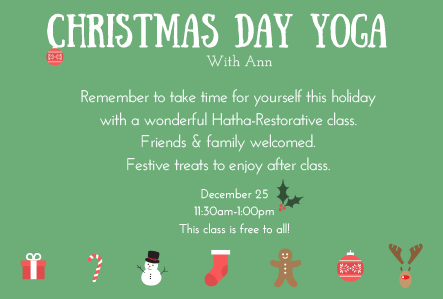 CHRISTMAS DAY YOGA
With Ann
Remember to take time for yourself this holiday
with a wonderful Hatha-Restorative class.
Friends & family welcomed.
Festive treats to enjoy after class.
December 25
11:30am-1:00pm
This class is free to all!